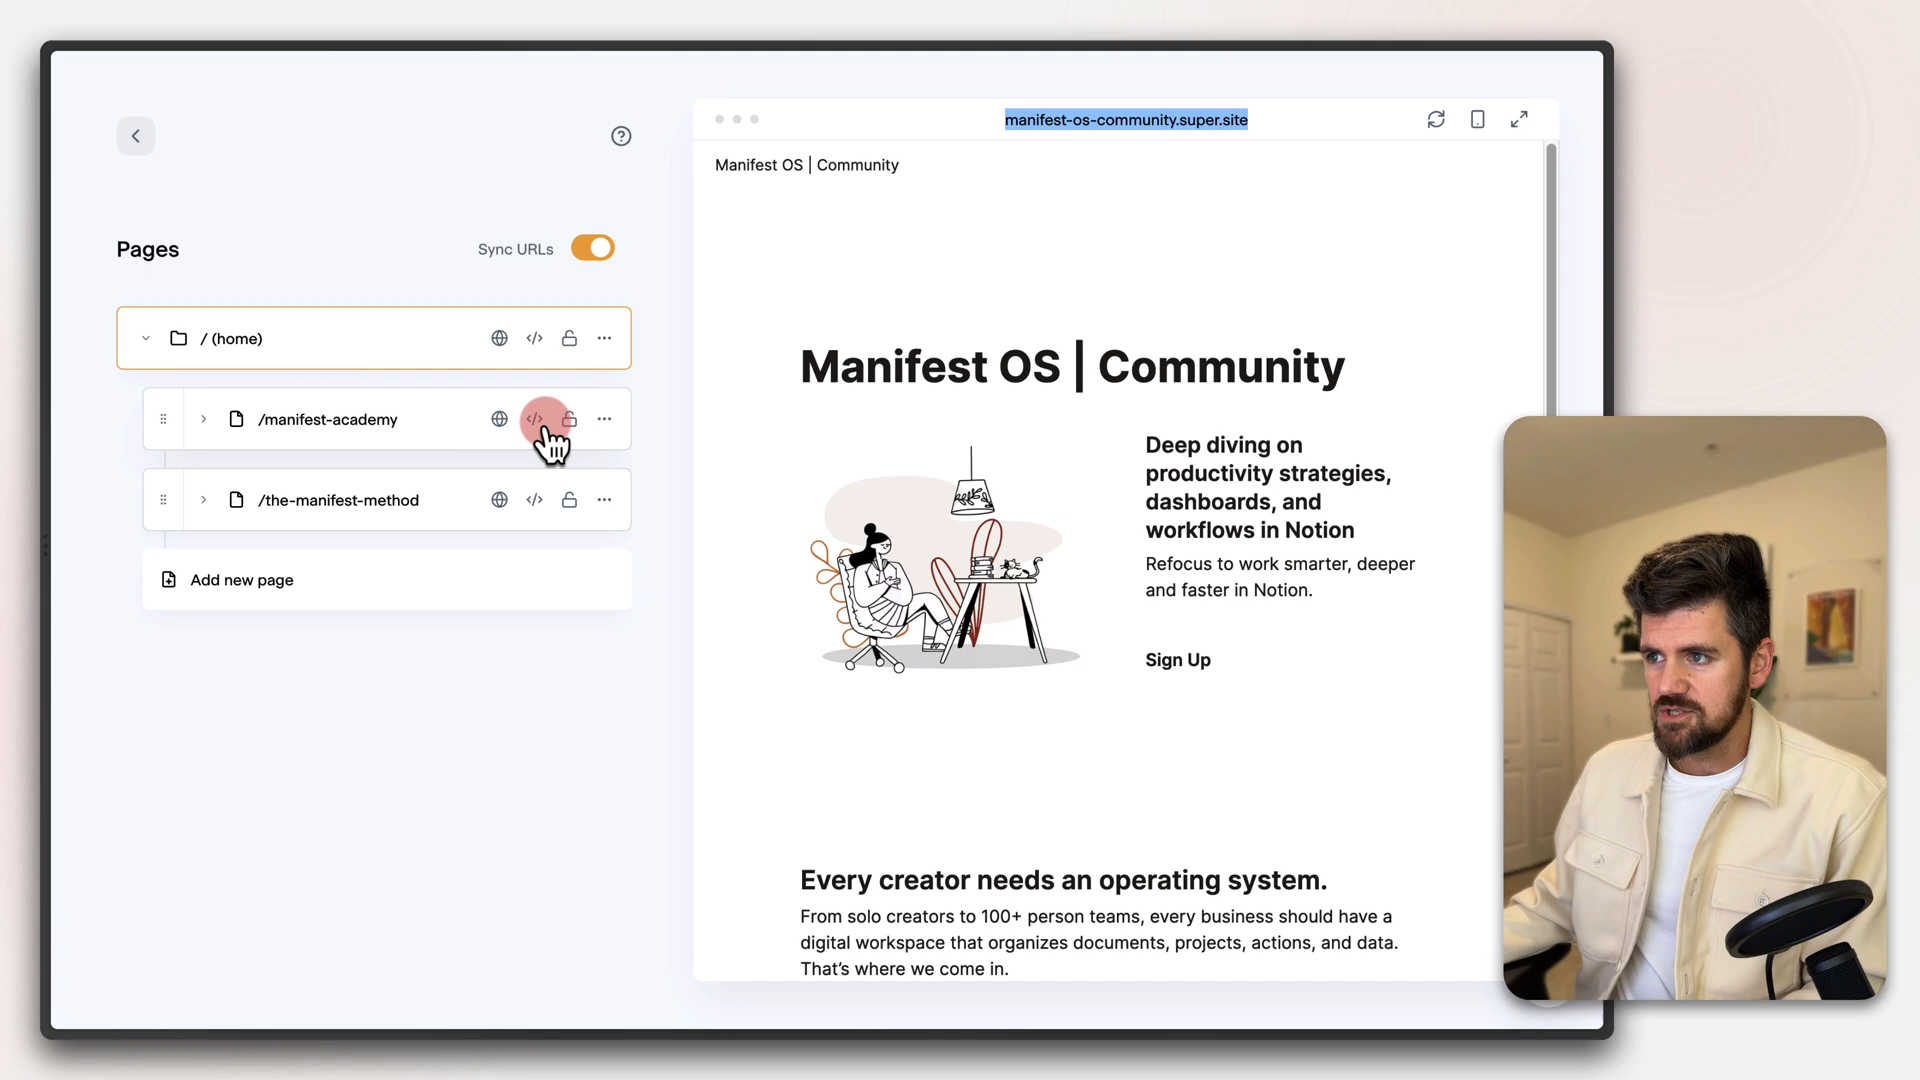 manifest-os-community.super.site
Manifest OS | Community
Pages
Sync URLs
/ (home)
/manifest-academy
/the-manifest-method
Add new page
Manifest OS | Community
Deep diving on
productivity strategies,
dashboards, and
workflows in Notion
Refocus to work smarter, deeper
and faster in Notion.
Sign Up
Every creator needs an operating system.
From solo creators to 100+ person teams, every business should have a
digital workspace that organizes documents, projects, actions, and data.
That's where we come in.